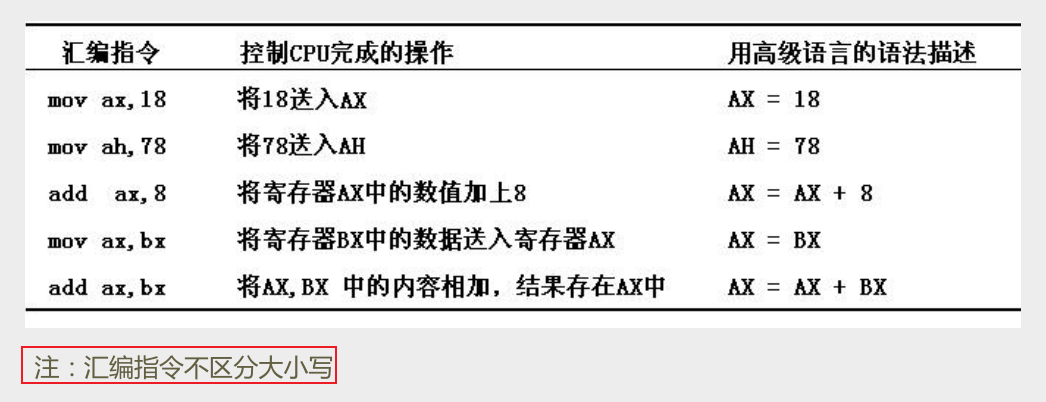 汇编指令 控制CPU完成的操作 用高级语言的语法描述
mov ax,18 将18送入AX AX = 18
mov ah,78 将78送入AH AH = 78
add ax,8 将寄存器AX中的数值加上8 AX = AX + 8
mov ax,bx 将寄存器BX中的数据送入寄存器AX AX = BX
add ax,bx 将AX,BX 中的内容相加，结果存在AX中 AX = AX + BX
注：汇编指令不区分大小写